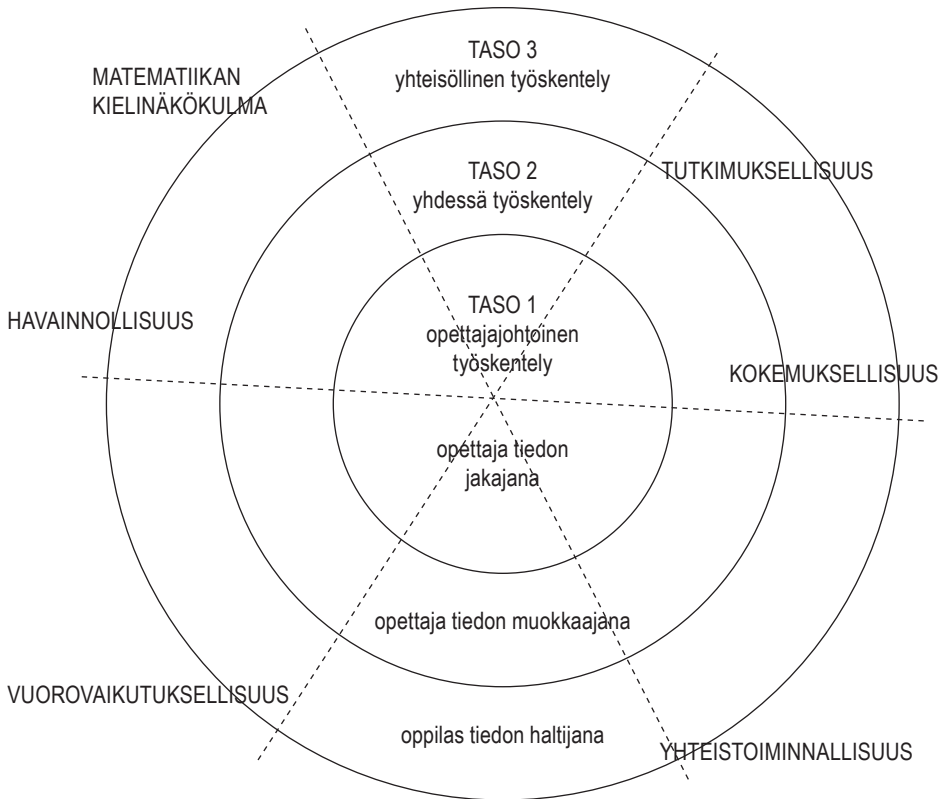 TASO 3
yhteisöllinen työskentely
MATEMATIIKAN
KIELINÄKÖKULMA
TASO 2
yhdessä työskentely
TUTKIMUKSELLISUUS
TASO 1
opettajajohtoinen
työskentely
HAVAINNOLLISUUS
KOKEMUKSELLISUUS
opettaja tiedon
jakajana
opettaja tiedon muokkaajana
VUOROVAIKUTUKSELLISUUS
oppilas tiedon haltijana
YHTEISTOIMINNALLISUUS